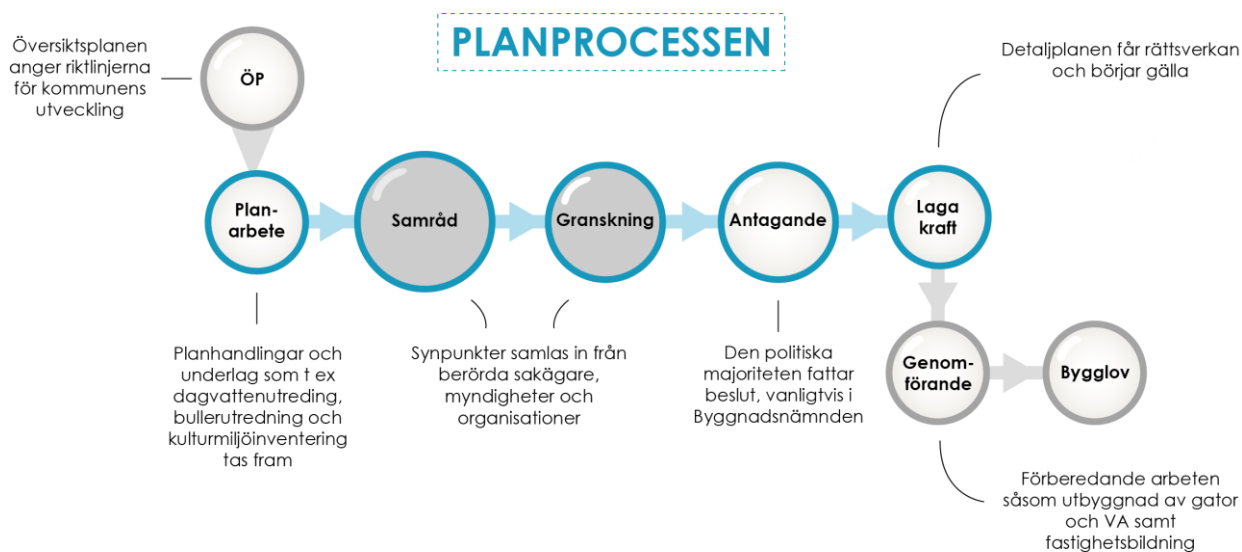 PLANPROCESSEN
Översiktsplanen
anger riktlinjerna
för kommunens
utveckling
ÖP
Detaljplanen får rättsverkan
och börjar gälla
Plan-
arbete
Samråd
Granskning
Antagande
Laga
kraft
Planhandlingar och
underlag som t ex
dagvattenutreding,
bullerutredning och
kulturmiljöinventering
tas fram
Synpunkter samlas in från
berörda sakägare,
myndigheter och
organisationer
Den politiska
majoriteten fattar
beslut, vanligtvis i
Byggnadsnämnden
Genom-
förande
Bygglov
Förberedande arbeten
såsom utbyggnad av gator
och VA samt
fastighetsbildning